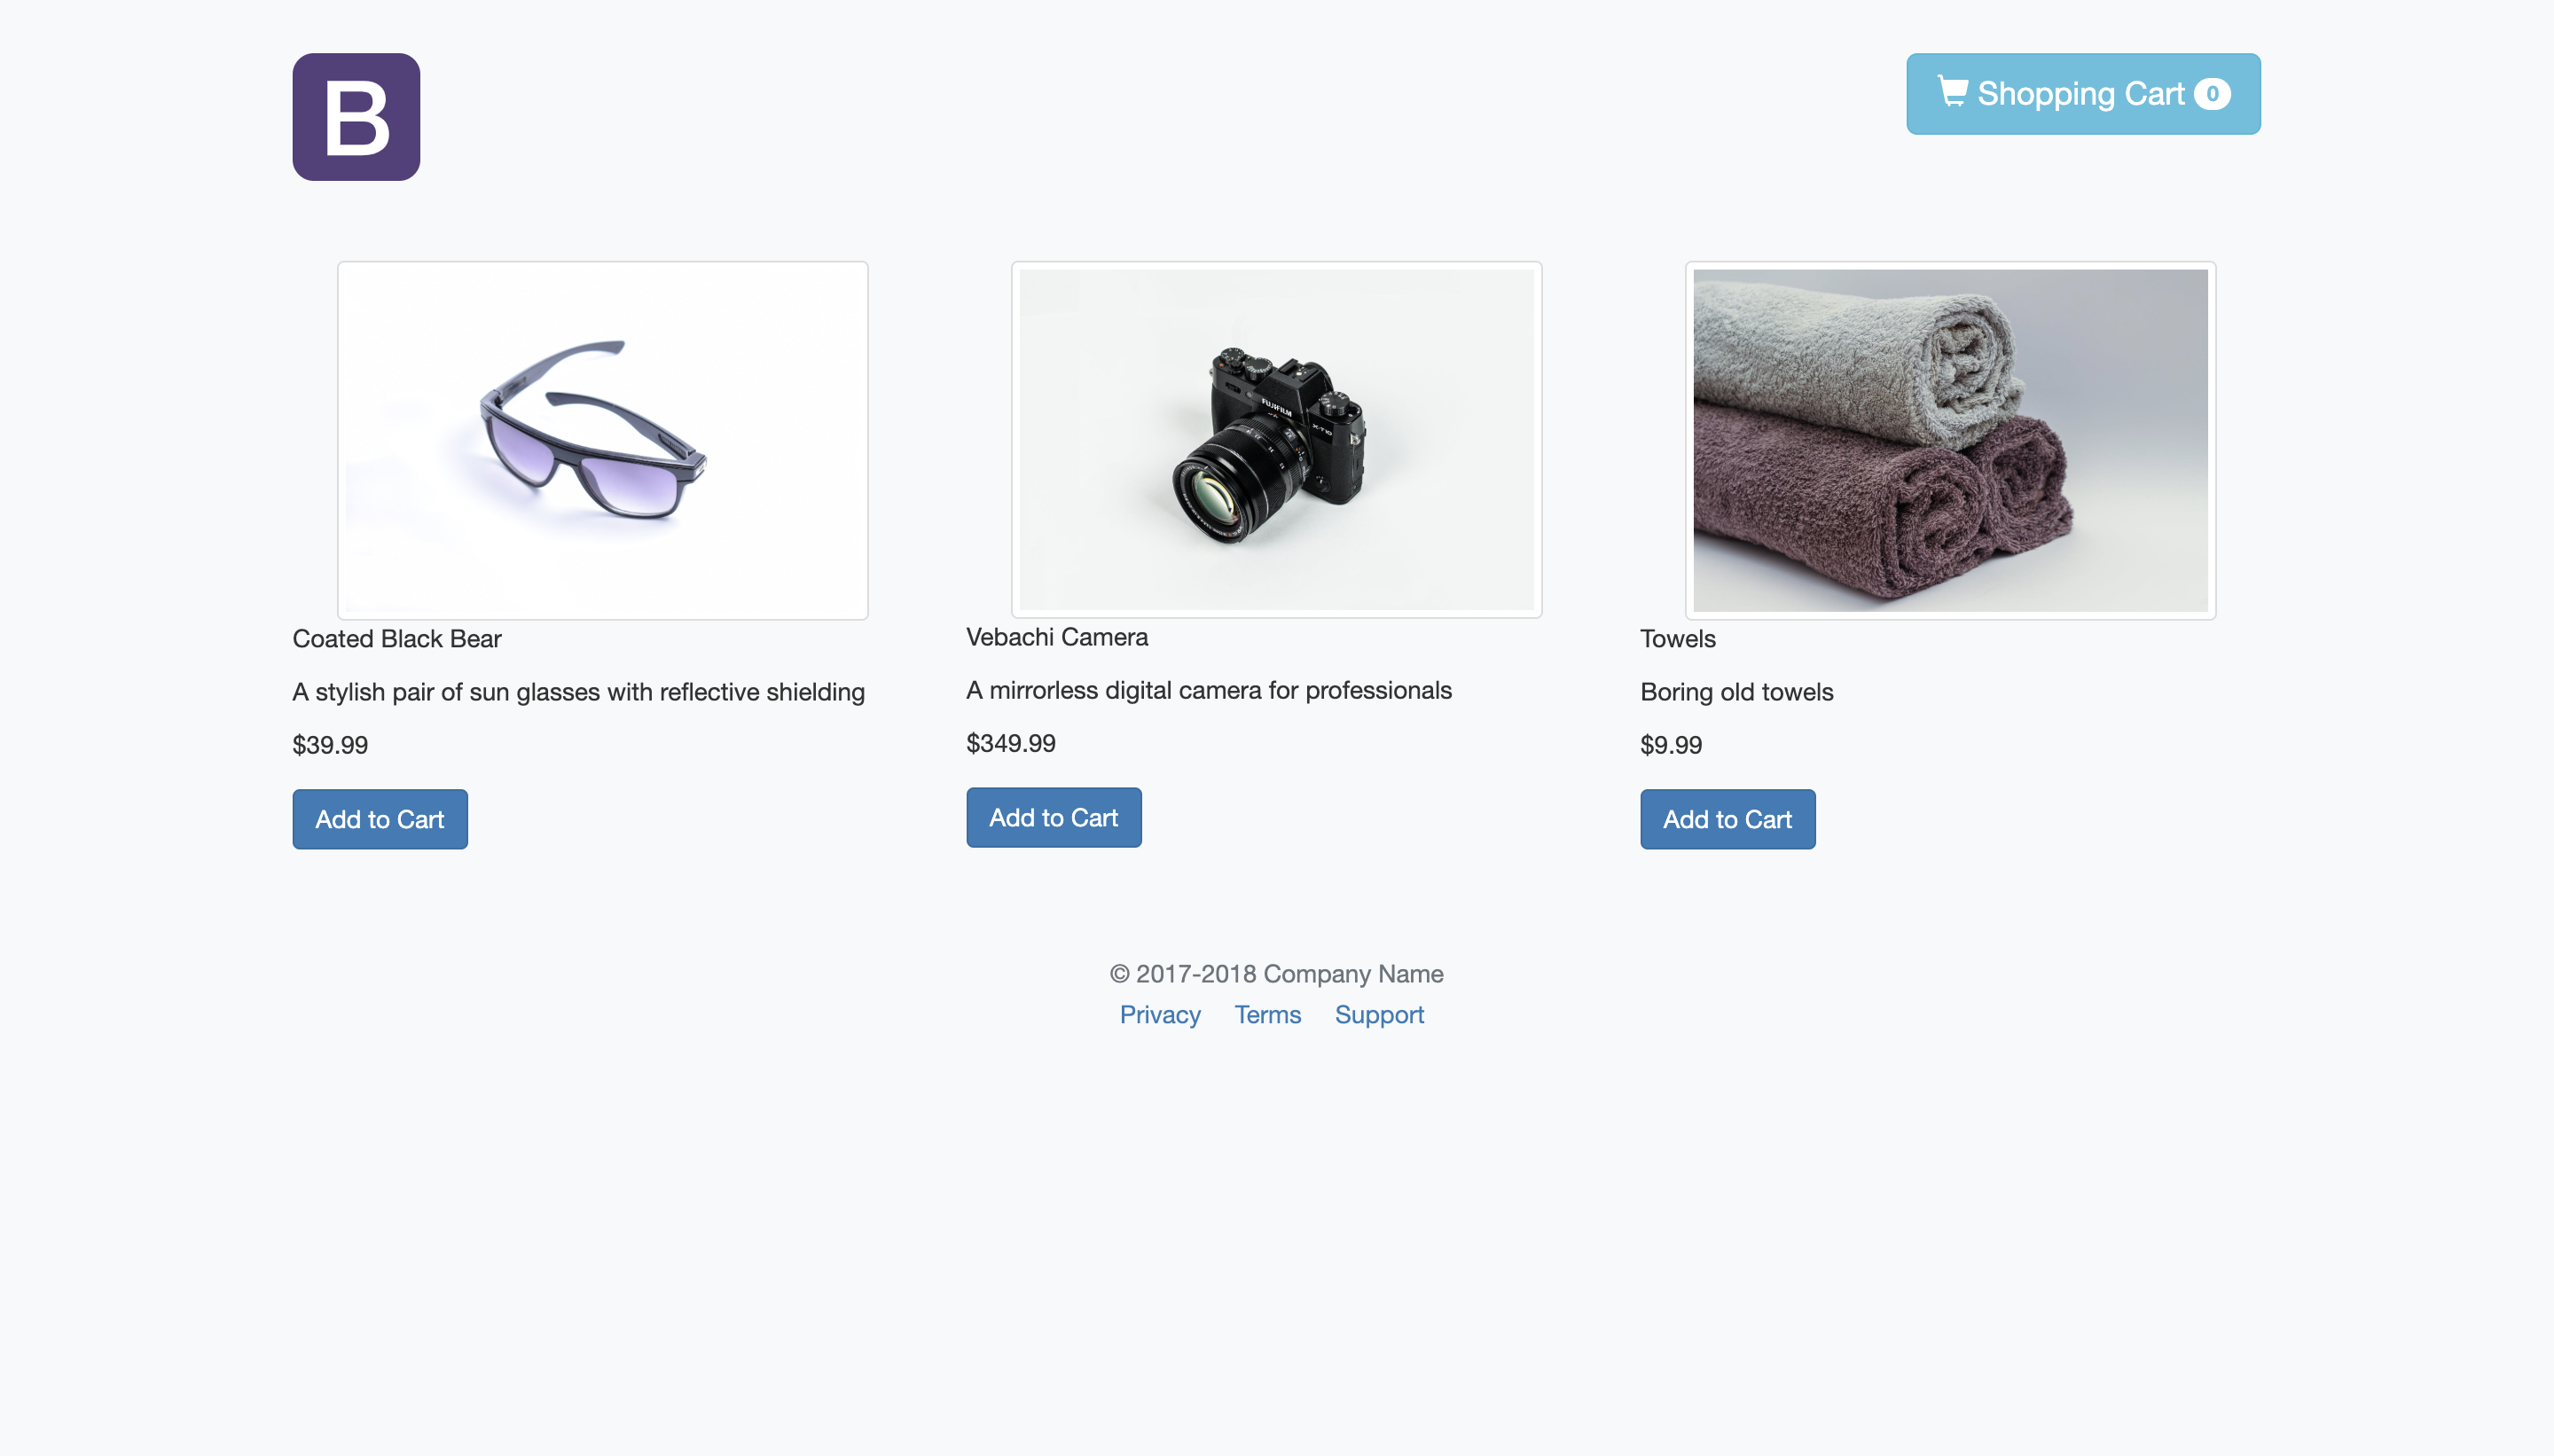 B
Shopping Cart 0
FUJIFILM
X-T10
Coated Black Bear
A stylish pair of sun glasses with reflective shielding
$39.99
Add to Cart
Vebachi Camera
A mirrorless digital camera for professionals
$349.99
Add to Cart
Towels
Boring old towels
$9.99
Add to Cart
© 2017-2018 Company Name
Privacy Terms Support